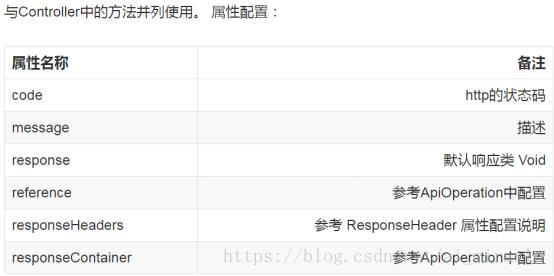 与Controller中的方法并列使用。 属性配置：
属性名称 备注
code http的状态码
message 描述
response 默认响应类 Void
reference 参考ApiOperation中配置
responseHeaders 参考 ResponseHeader 属性配置说明
responseContainer 参考ApiOperation中配置
https://blog.csdn